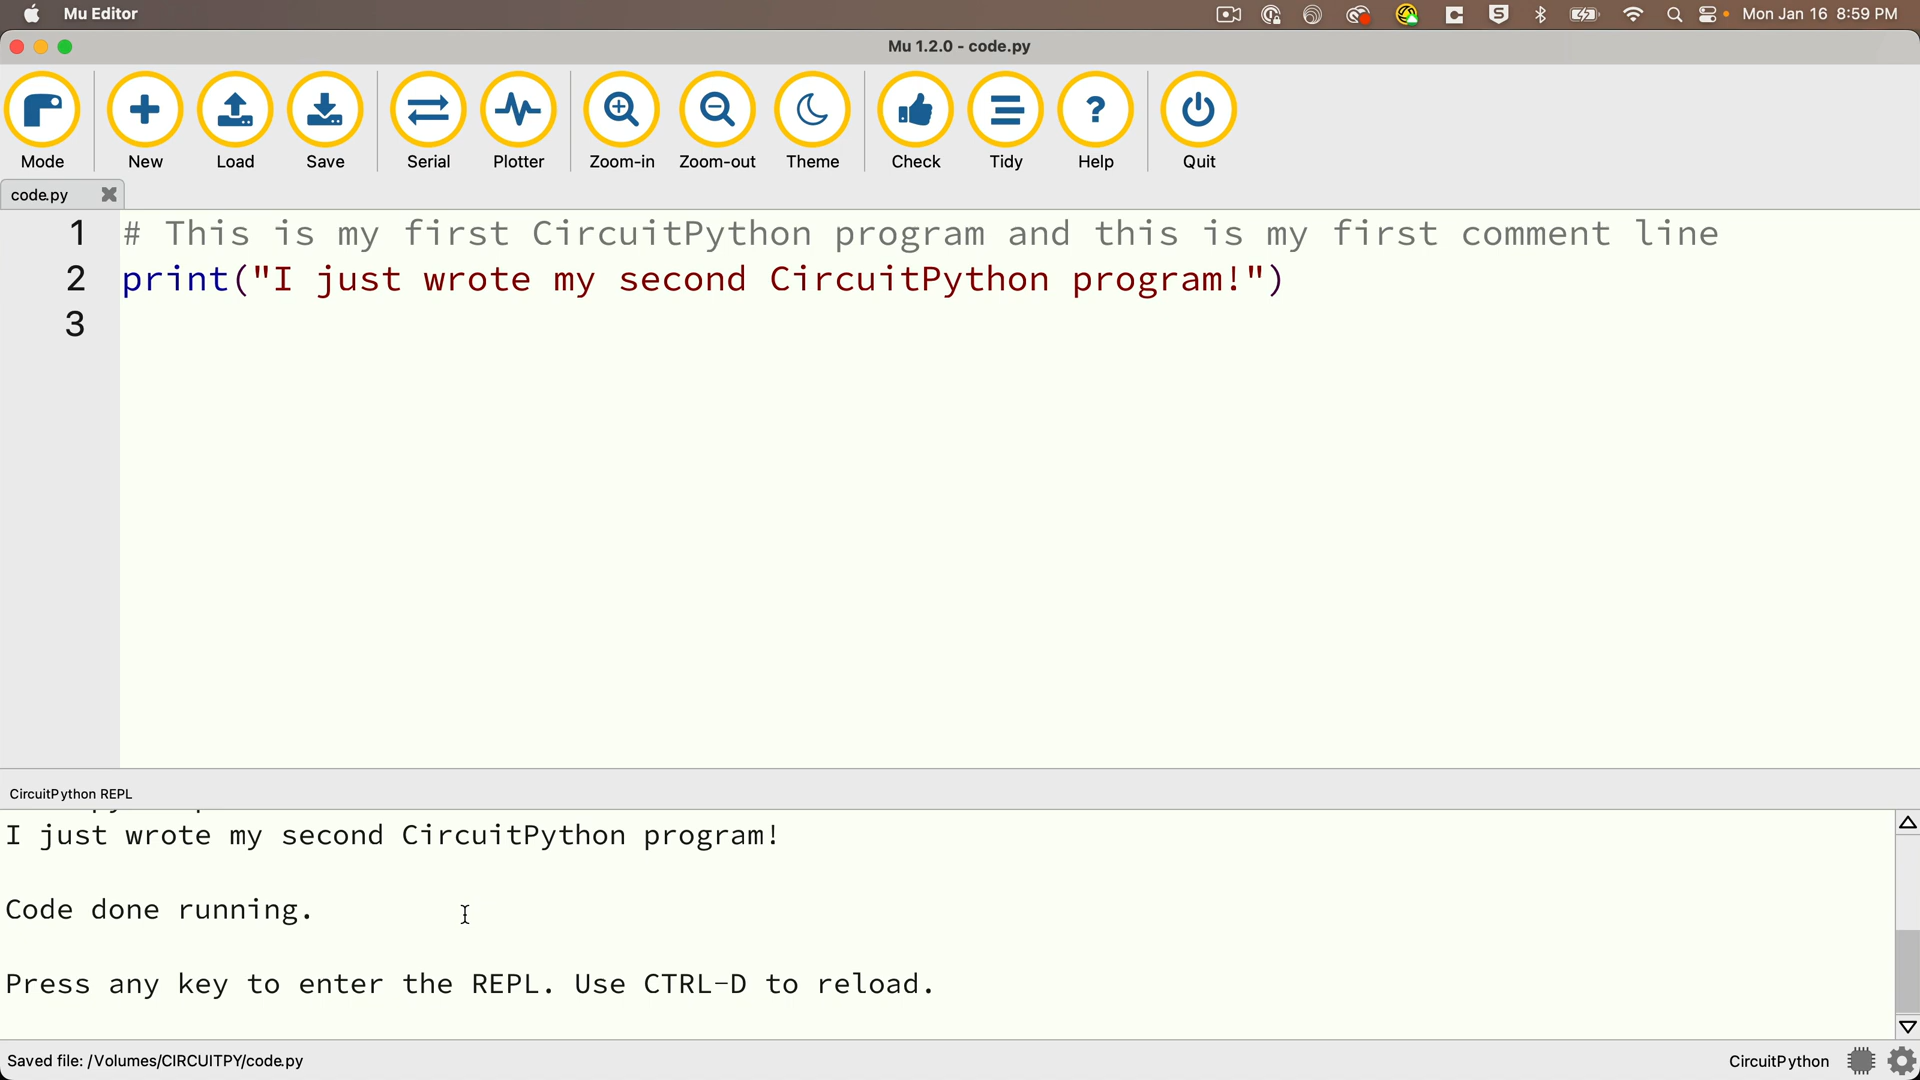 Mu Editor
Mon Jan 16 8:59 PM
Mu 1.2.0 - code.py
Mode
New
Load
Save
Serial
Plotter
Zoom-in
Zoom-out
Theme
Check
Tidy
Help
Quit
code.py
1 # This is my first CircuitPython program and this is my first comment line
2 print("I just wrote my second CircuitPython program!")
3
CircuitPython REPL
I just wrote my second CircuitPython program!
Code done running.
Press any key to enter the REPL. Use CTRL-D to reload.
Saved file: /Volumes/CIRCUITPY/code.py
CircuitPython